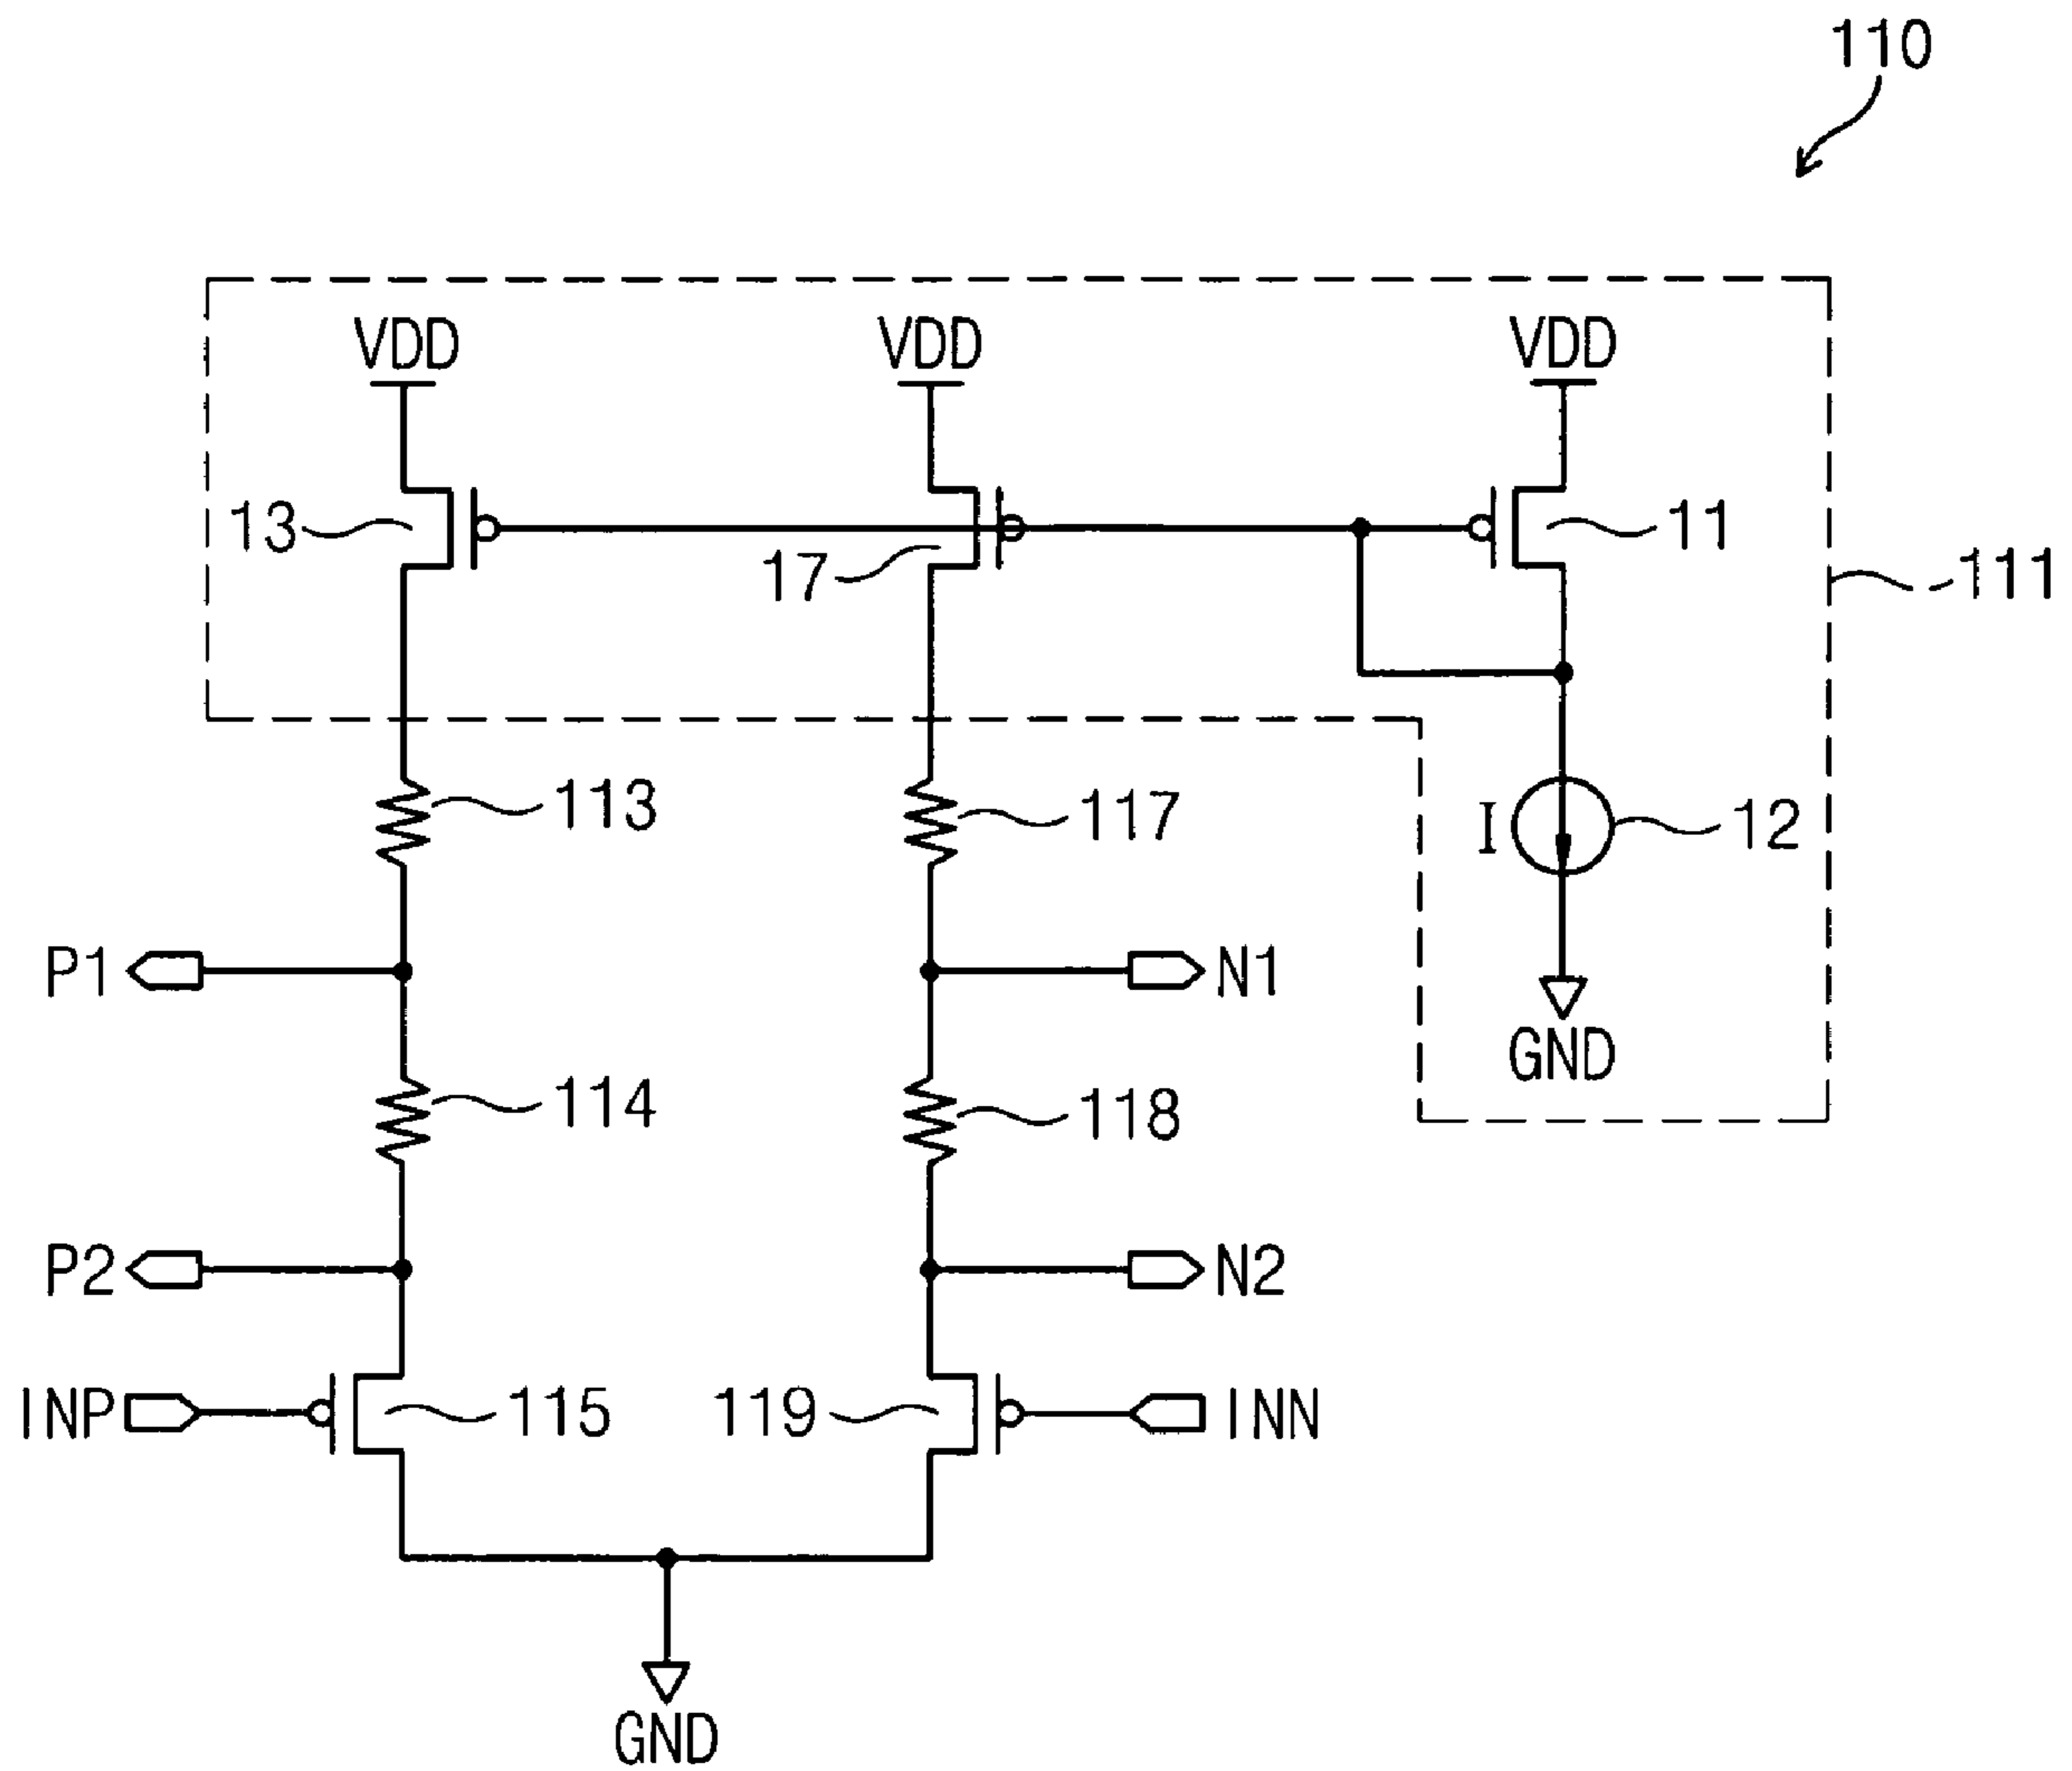 110
VDD VDD VDD
13 17 11
111
113 117 I 12
P1 N1
GND
114 118
P2 N2
INP 115 119 INN
GND